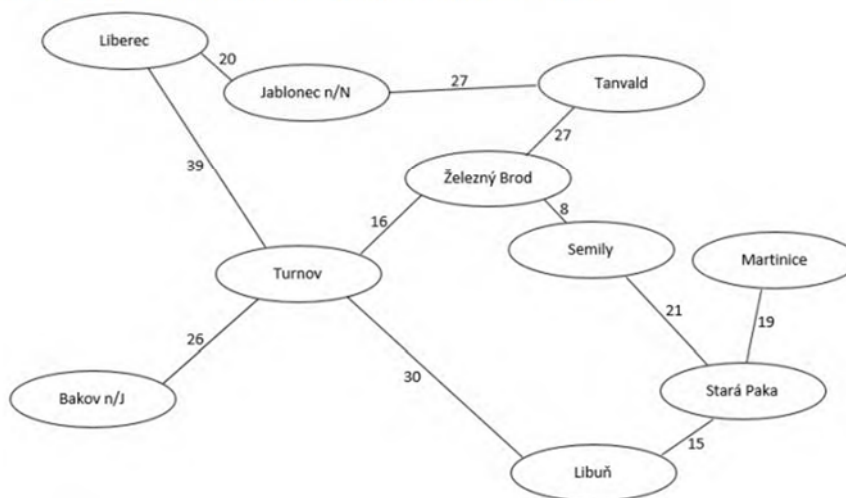 Liberec
20
Jablonec n/N
27
Tanvald
27
39
Železný Brod
16
8
Semily
Martinice
Turnov
26
21
19
30
Bakov n/J
Stará Paka
15
Libuň